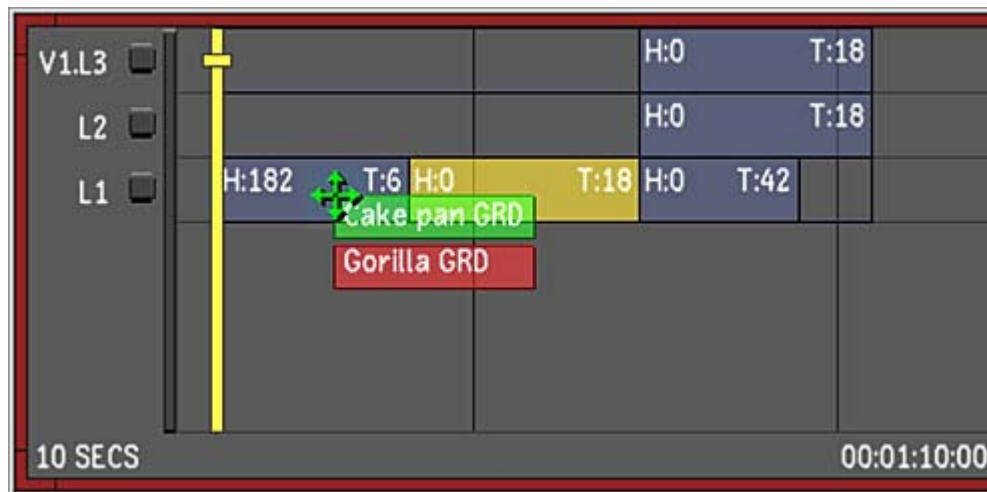 V1.L3 H:0 T:18
L2 H:0 T:18
L1 H:182 T:6 H:0 T:18 H:0 T:42
Cake pan GRD
Gorilla GRD
10 SECS 00:01:10:00